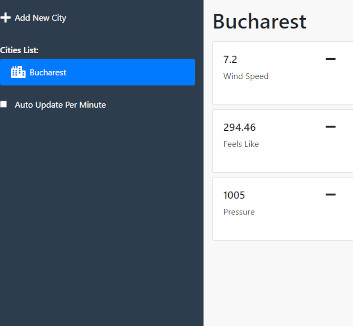 Add New City
Cities List:
Bucharest
Auto Update Per Minute
Bucharest
7.2
Wind Speed
294.46
Feels Like
1005
Pressure